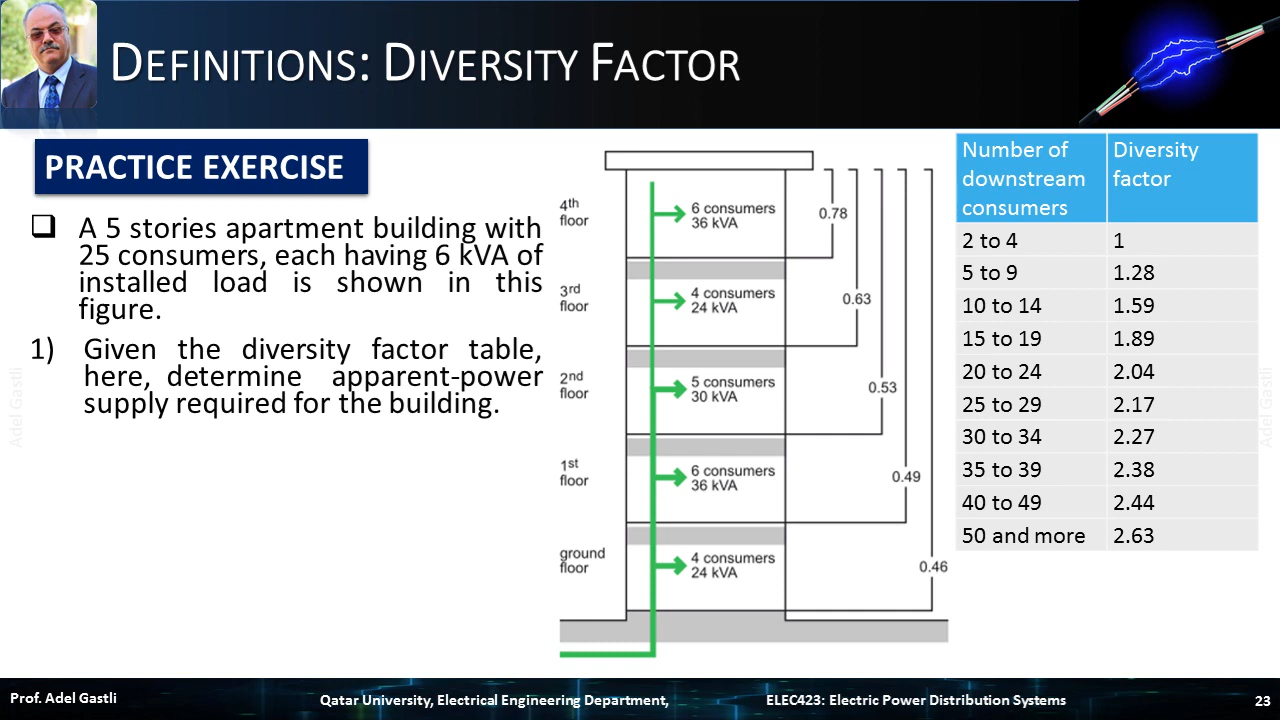 DEFINITIONS: DIVERSITY FACTOR
PRACTICE EXERCISE
❑ A 5 stories apartment building with
25 consumers, each having 6 kVA of
installed load is shown in this
figure.
1) Given the diversity factor table,
here, determine apparent-power
supply required for the building.
4th
floor
6 consumers
36 kVA
0.78
3rd
floor
4 consumers
24 kVA
0.63
2nd
floor
5 consumers
30 kVA
0.53
1st
floor
6 consumers
36 kVA
0.49
ground
floor
4 consumers
24 kVA
0.46
Number of downstream consumers Diversity factor
2 to 4 1
5 to 9 1.28
10 to 14 1.59
15 to 19 1.89
20 to 24 2.04
25 to 29 2.17
30 to 34 2.27
35 to 39 2.38
40 to 49 2.44
50 and more 2.63
Adel Gastli
Adel Gastli
Prof. Adel Gastli Qatar University, Electrical Engineering Department, ELEC423: Electric Power Distribution Systems 23